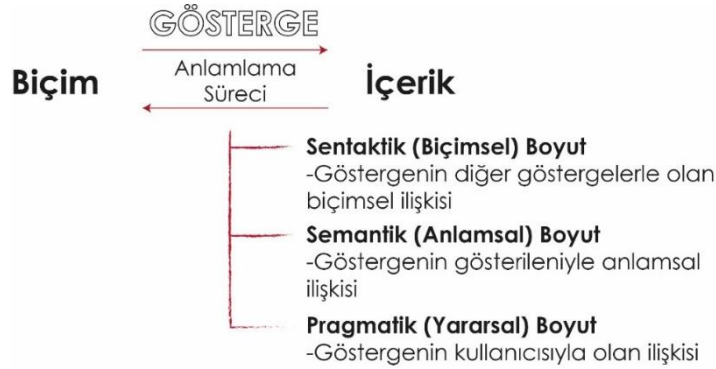 GÖSTERGE
Biçim
Anlamlama
Süreci
İçerik
Sentaktik (Biçimsel) Boyut
-Göstergenin diğer göstergelerle olan
biçimsel ilişkisi
Semantik (Anlamsal) Boyut
-Göstergenin gösterileniyle anlamsal
ilişkisi
Pragmatik (Yararsal) Boyut
-Göstergenin kullanıcısıyla olan ilişkisi